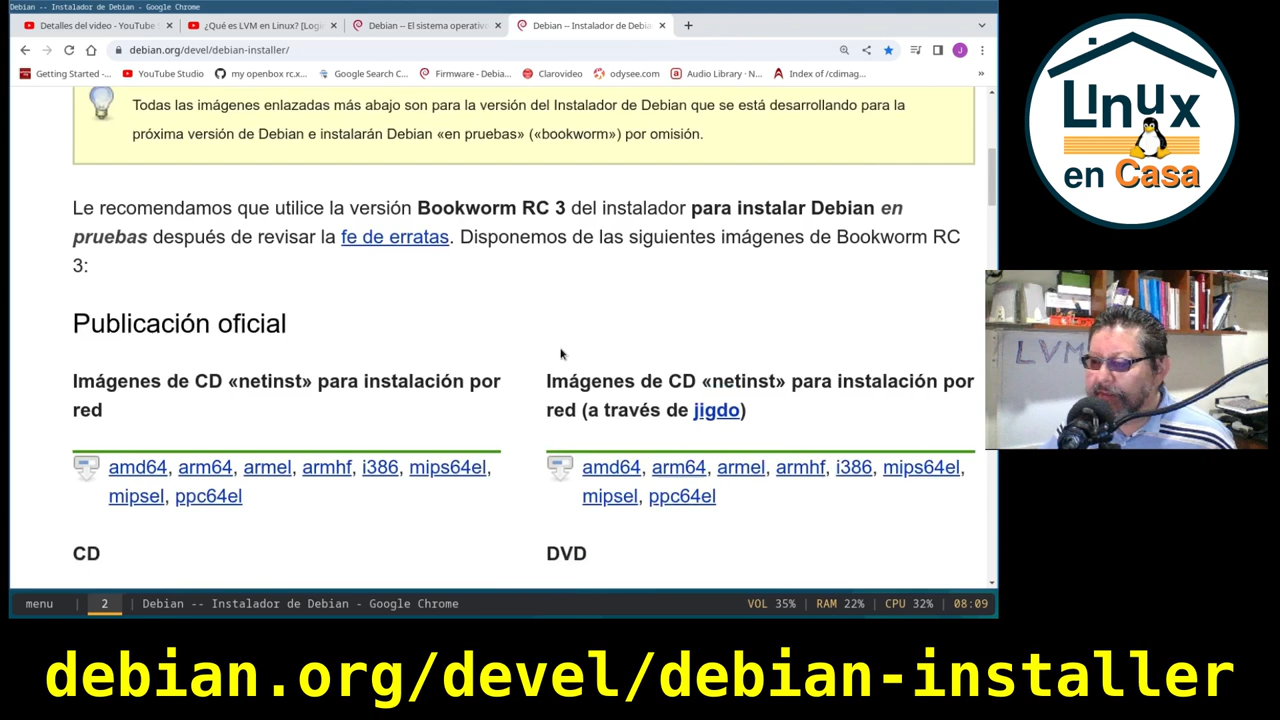 Debian -- Instalador de Debian - Google Chrome
Detalles del video - YouTube S
¿Qué es LVM en Linux? [Logi
Debian -- El sistema operativo
Debian -- Instalador de Debia
debian.org/devel/debian-installer/
J
Getting Started -...
YouTube Studio
my openbox rc.x...
Google Search C...
Firmware - Debia...
Clarovideo
odysee.com
Audio Library · N...
Index of /cdimag...
»
Todas las imágenes enlazadas más abajo son para la versión del Instalador de Debian que se está desarrollando para la
próxima versión de Debian e instalarán Debian «en pruebas» («bookworm») por omisión.
Le recomendamos que utilice la versión Bookworm RC 3 del instalador para instalar Debian en
pruebas después de revisar la fe de erratas. Disponemos de las siguientes imágenes de Bookworm RC
3:
Publicación oficial
Imágenes de CD «netinst» para instalación por
red
amd64, arm64, armel, armhf, i386, mips64el,
mipsel, ppc64el
CD
Imágenes de CD «netinst» para instalación por
red (a través de jigdo)
amd64, arm64, armel, armhf, i386, mips64el,
mipsel, ppc64el
DVD
menu | 2 | Debian -- Instalador de Debian - Google Chrome
VOL 35% | RAM 22% | CPU 32% | 08:09
Linux
en Casa
LVM
debian.org/devel/debian-installer